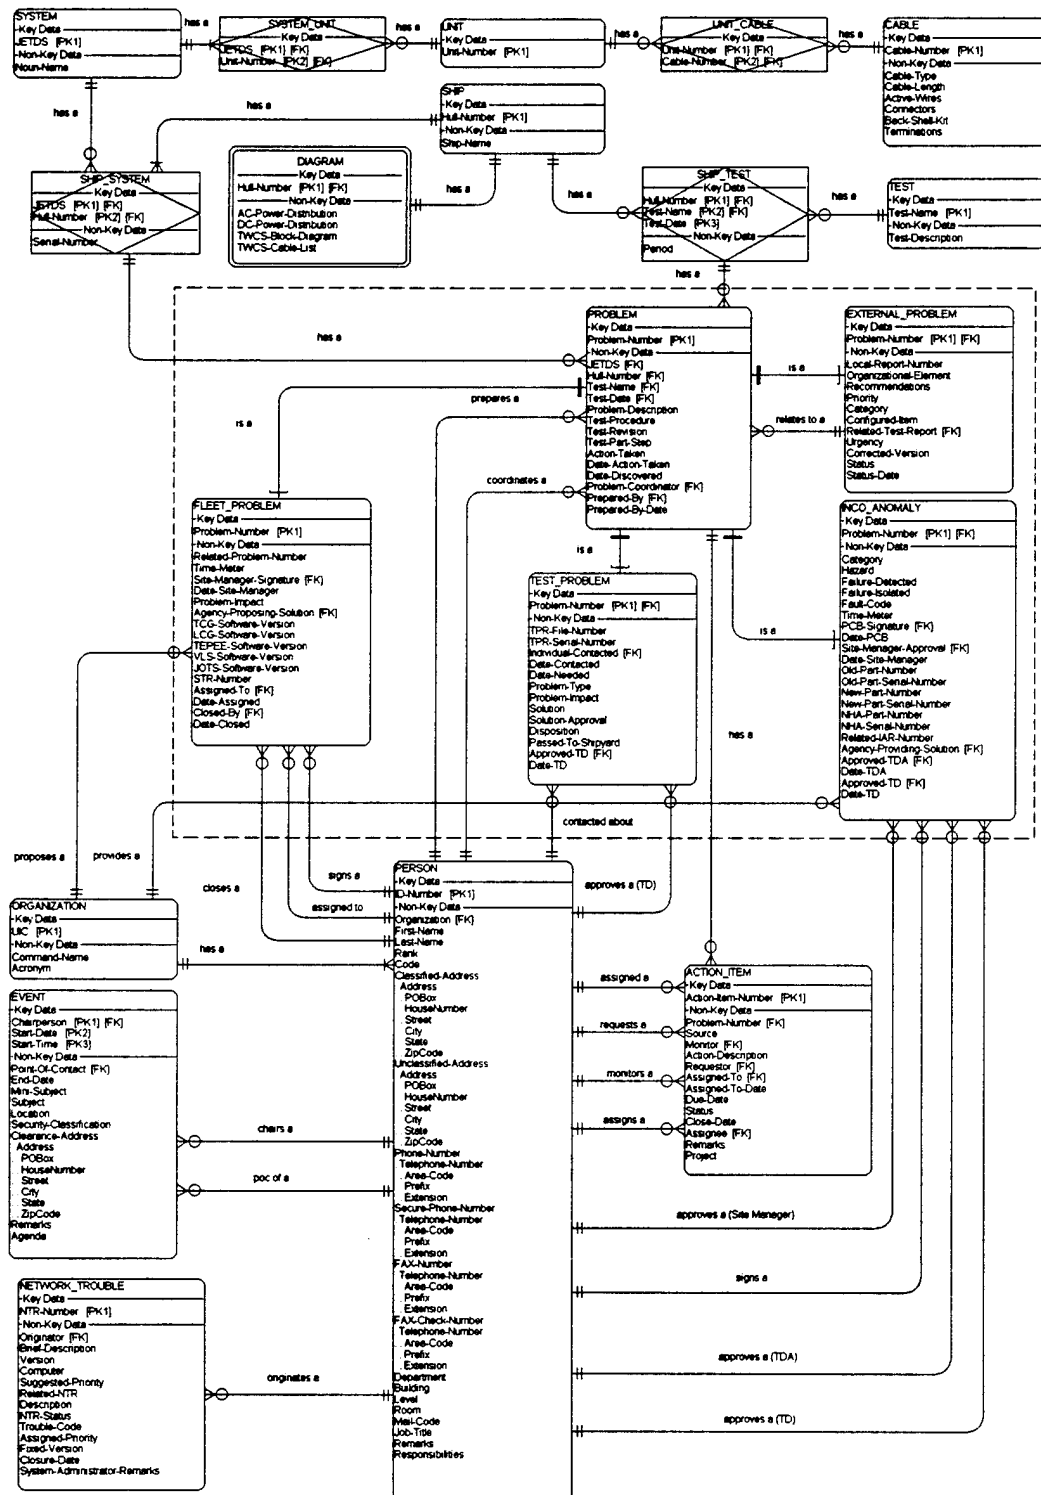 SYSTEM
Key Data
JETDS [PK1]
Non-Key Data
Noun-Name
has a
SYSTEM_UNIT
Key Data
JETDS [PK1] [FK]
Unit-Number [PK2] [FK]
has a
UNIT
Key Data
Unit-Number [PK1]
has a
UNIT_CABLE
Key Data
Unit-Number [PK1] [FK]
Cable-Number [PK2] [FK]
has a
CABLE
Key Data
Cable-Number [PK1]
Non-Key Data
Cable-Type
Cable-Length
Active-Wires
Connectors
Back-Shell-Kit
Terminations
has a
has a
SHIP
Key Data
Hull-Number [PK1]
Non-Key Data
Ship-Name
SHIP_SYSTEM
Key Data
JETDS [PK1] [FK]
Hull-Number [PK2] [FK]
Non-Key Data
Serial-Number
DIAGRAM
Key Data
Hull-Number [PK1] [FK]
Non-Key Data
AC-Power-Distribution
DC-Power-Distribution
TWCS-Block-Diagram
TWCS-Cable-List
has a
has a
SHIP_TEST
Key Data
Hull-Number [PK1] [FK]
Test-Name [PK2] [FK]
Test-Date [PK3]
Non-Key Data
Period
has a
TEST
Key Data
Test-Name [PK1]
Non-Key Data
Test-Description
has a
has a
PROBLEM
Key Data
Problem-Number [PK1]
Non-Key Data
JETDS [FK]
Hull-Number [FK]
Test-Name [FK]
Test-Date [FK]
Problem-Description
Test-Procedure
Test-Revision
Test-Part-Step
Action-Taken
Date-Action-Taken
Date-Discovered
Problem-Coordinator [FK]
Prepared-By [FK]
Prepared-By-Date
is a
relates to a
EXTERNAL_PROBLEM
Key Data
Problem-Number [PK1] [FK]
Non-Key Data
Local-Report-Number
Organizational-Element
Recommendations
Priority
Category
Configured-Item
Related-Test-Report [FK]
Urgency
Corrected-Version
Status
Status-Date
prepares a
is a
coordinates a
FLEET_PROBLEM
Key Data
Problem-Number [PK1]
Non-Key Data
Related-Problem-Number
Time-Meter
Site-Manager-Signature [FK]
Date-Site-Manager
Problem-Impact
Agency-Proposing-Solution [FK]
TCG-Software-Version
LCG-Software-Version
TEPEE-Software-Version
VLS-Software-Version
JOTS-Software-Version
STR-Number
Assigned-To [FK]
Date-Assigned
Closed-By [FK]
Date-Closed
is a
TEST_PROBLEM
Key Data
Problem-Number [PK1] [FK]
Non-Key Data
TPR-File-Number
TPR-Serial-Number
Individual-Contacted [FK]
Date-Contacted
Date-Needed
Problem-Type
Problem-Impact
Solution
Solution-Approval
Disposition
Passed-To-Shipyard
Approved-TD [FK]
Date-TD
is a
has a
INCO_ANOMALY
Key Data
Problem-Number [PK1] [FK]
Non-Key Data
Category
Hazard
Failure-Detected
Failure-Isolated
Fault-Code
Time-Meter
PCB-Signature [FK]
Date-PCB
Site-Manager-Approval [FK]
Date-Site-Manager
Old-Part-Number
Old-Part-Serial-Number
New-Part-Number
New-Part-Serial-Number
NHA-Part-Number
NHA-Serial-Number
Related-IAR-Number
Agency-Providing-Solution [FK]
Approved-TDA [FK]
Date-TDA
Approved-TD [FK]
Date-TD
contacted about
proposes a
provides a
closes a
signs a
assigned to
approves a (TD)
ORGANIZATION
Key Data
UIC [PK1]
Non-Key Data
Command-Name
Acronym
has a
PERSON
Key Data
ID-Number [PK1]
Non-Key Data
Organization [FK]
First-Name
Last-Name
Rank
Code
Classified-Address
Address
POBox
HouseNumber
Street
City
State
ZipCode
Unclassified-Address
Address
POBox
HouseNumber
Street
City
State
ZipCode
Phone-Number
Telephone-Number
Area-Code
Prefix
Extension
Secure-Phone-Number
Telephone-Number
Area-Code
Prefix
Extension
FAX-Number
Telephone-Number
Area-Code
Prefix
Extension
FAX-Check-Number
Telephone-Number
Area-Code
Prefix
Extension
Department
Building
Level
Room
Mail-Code
Job-Title
Remarks
Responsibilities
assigned a
requests a
monitors a
assigns a
ACTION_ITEM
Key Data
Action-Item-Number [PK1]
Non-Key Data
Problem-Number [FK]
Source
Monitor [FK]
Action-Description
Requestor [FK]
Assigned-To [FK]
Assigned-To-Date
Due-Date
Status
Close-Date
Assignee [FK]
Remarks
Project
EVENT
Key Data
Chairperson [PK1] [FK]
Start-Date [PK2]
Start-Time [PK3]
Non-Key Data
Point-Of-Contact [FK]
End-Date
Mini-Subject
Subject
Location
Security-Classification
Clearance-Address
Address
POBox
HouseNumber
Street
City
State
ZipCode
Remarks
Agenda
chairs a
poc of a
approves a (Site Manager)
signs a
approves a (TDA)
approves a (TD)
NETWORK_TROUBLE
Key Data
NTR-Number [PK1]
Non-Key Data
Originator [FK]
Brief-Description
Version
Computer
Suggested-Priority
Related-NTR
Description
NTR-Status
Trouble-Code
Assigned-Priority
Fixed-Version
Closure-Date
System-Administrator-Remarks
originates a